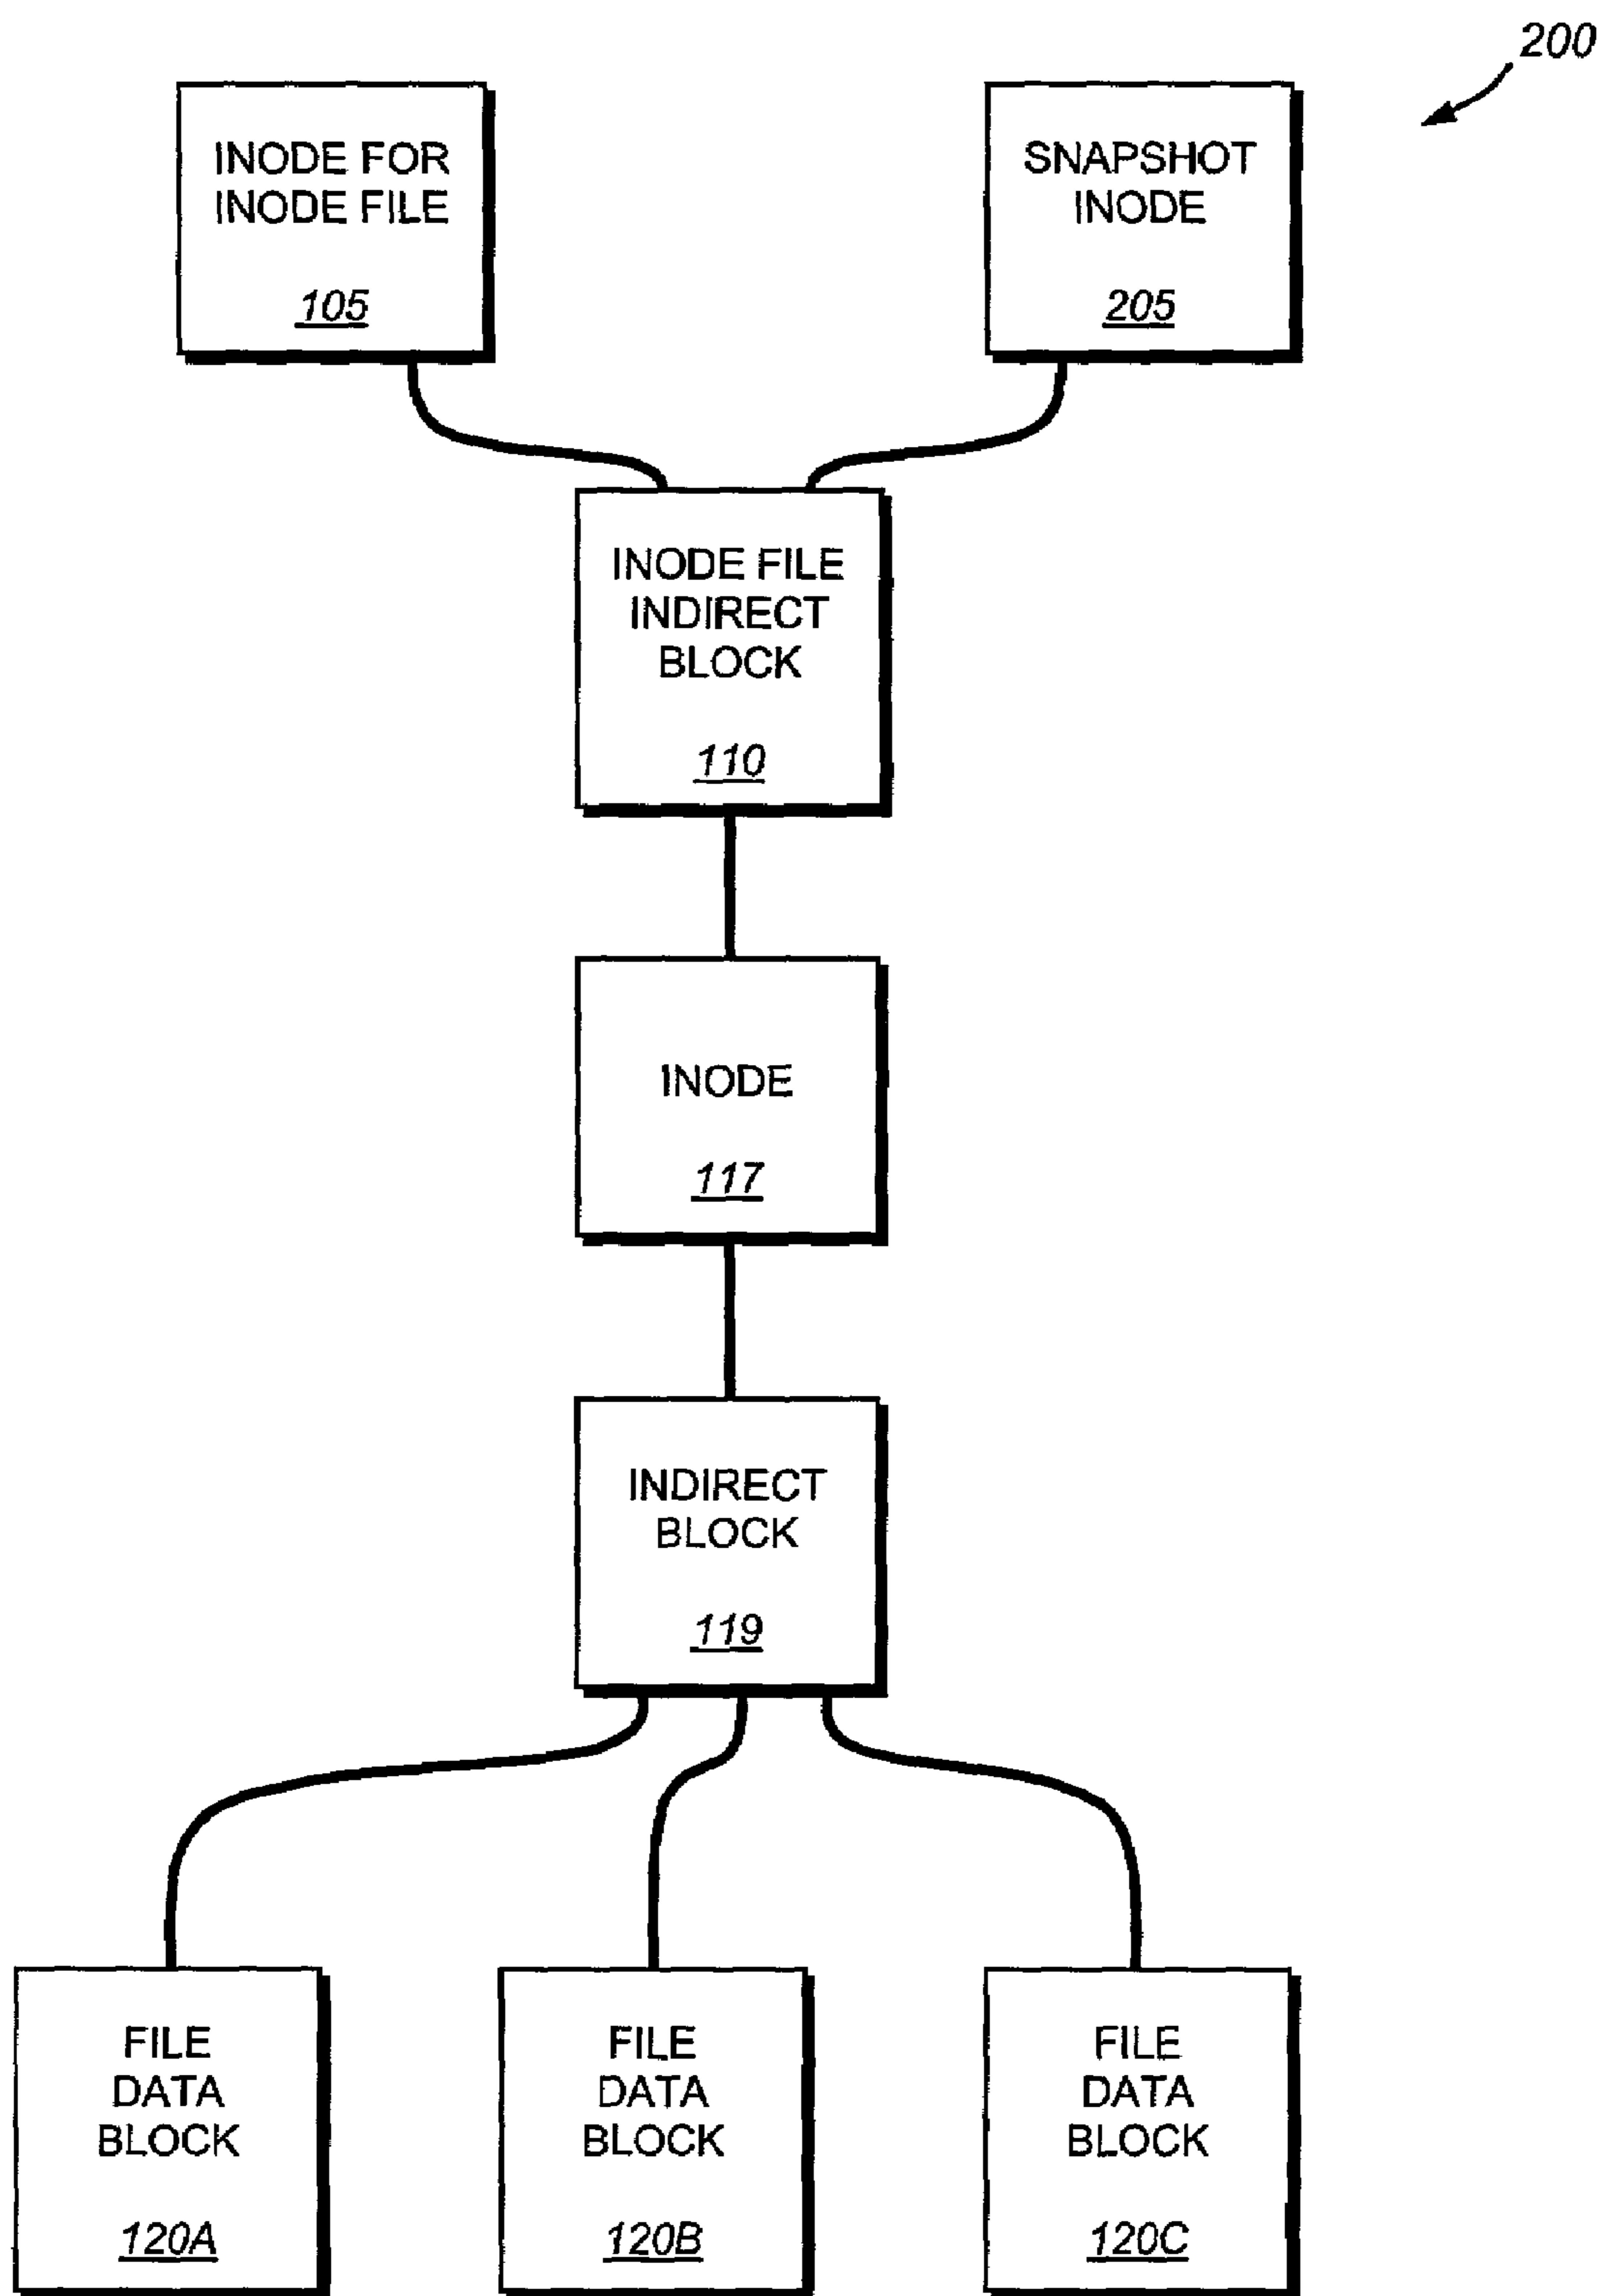 200
INODE FOR
INODE FILE
105
SNAPSHOT
INODE
205
INODE FILE
INDIRECT
BLOCK
110
INODE
117
INDIRECT
BLOCK
119
FILE
DATA
BLOCK
120A
FILE
DATA
BLOCK
120B
FILE
DATA
BLOCK
120C